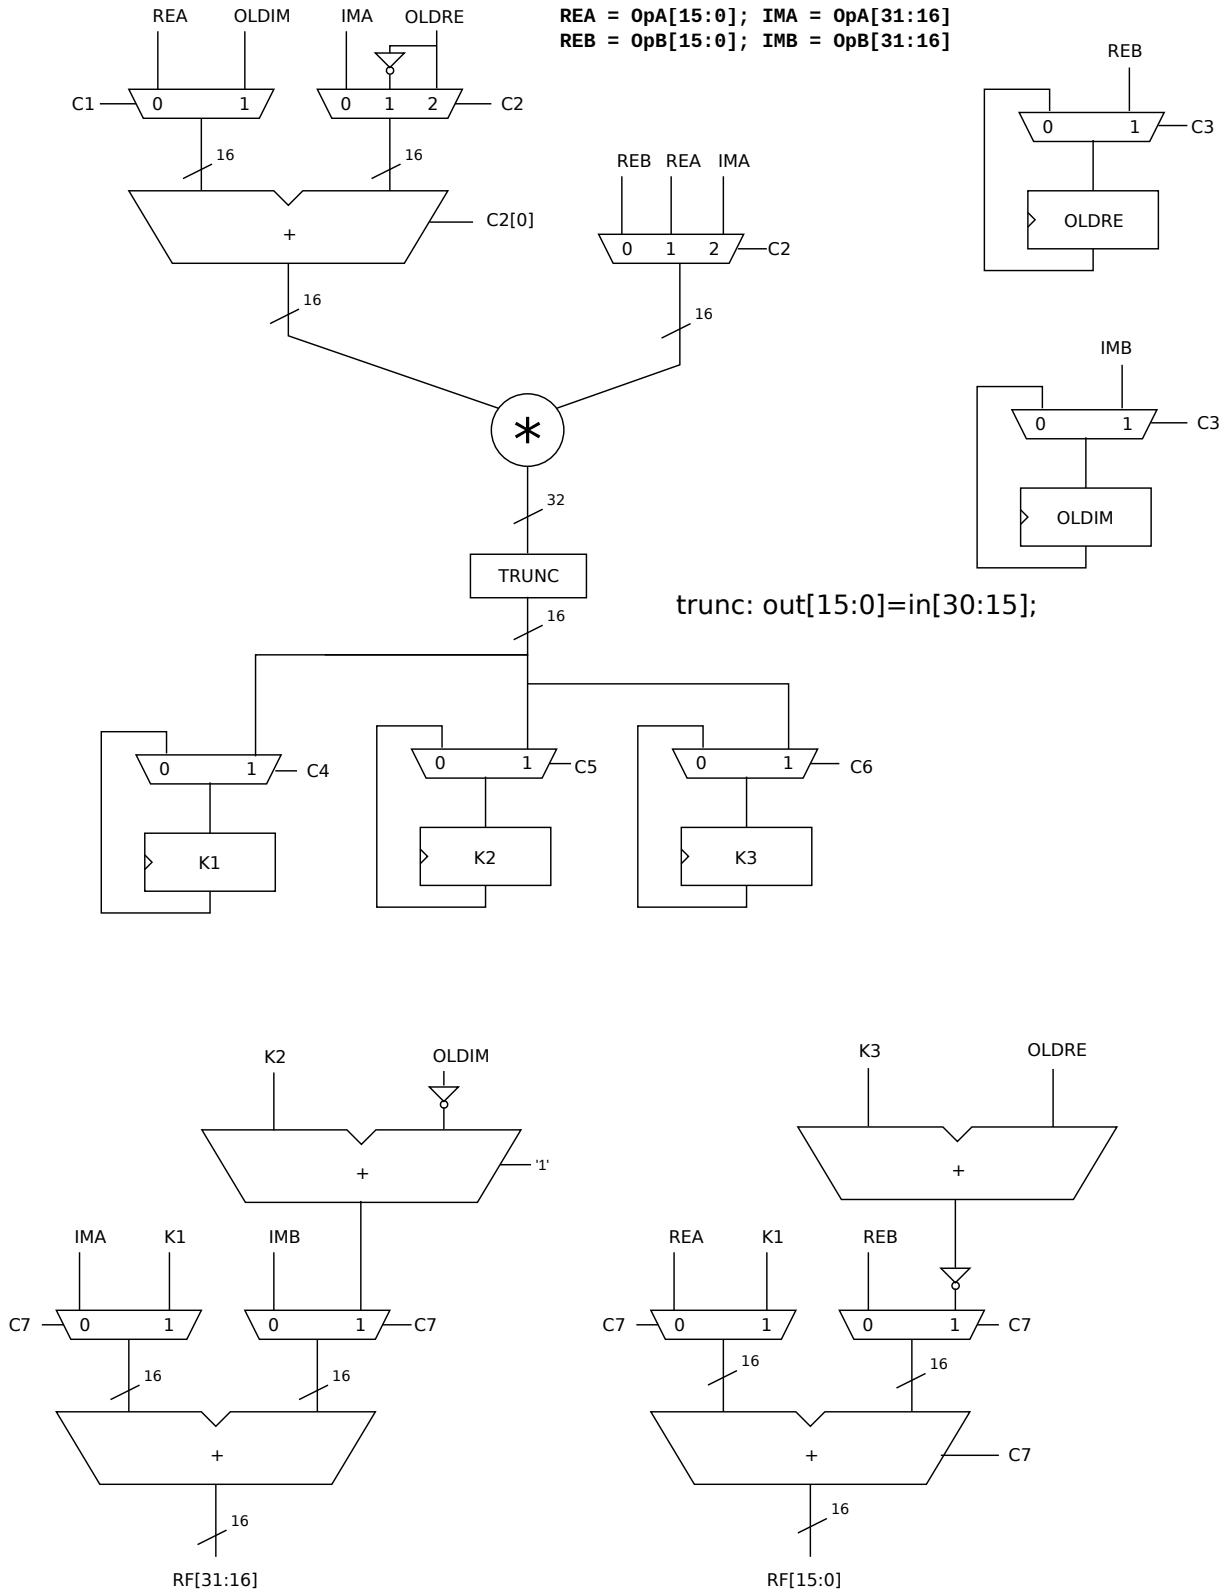 REA OLDIM IMA OLDRE
REA = OpA[15:0]; IMA = OpA[31:16]
REB = OpB[15:0]; IMB = OpB[31:16]
REB
C1 0 1 0 1 2 C2
0 1 C3
16 16
REB REA IMA
OLDRE
C2[0]
+
0 1 2 C2
16
16
IMB
0 1 C3
*
32
OLDIM
TRUNC
trunc: out[15:0]=in[30:15];
16
0 1 C4
0 1 C5
0 1 C6
K1
K2
K3
K2 OLDIM
K3 OLDRE
+ '1'
+
IMA K1 IMB
REA K1 REB
C7 0 1 0 1 C7
C7 0 1 0 1 C7
16 16
16 16
+
+ C7
16
16
RF[31:16]
RF[15:0]